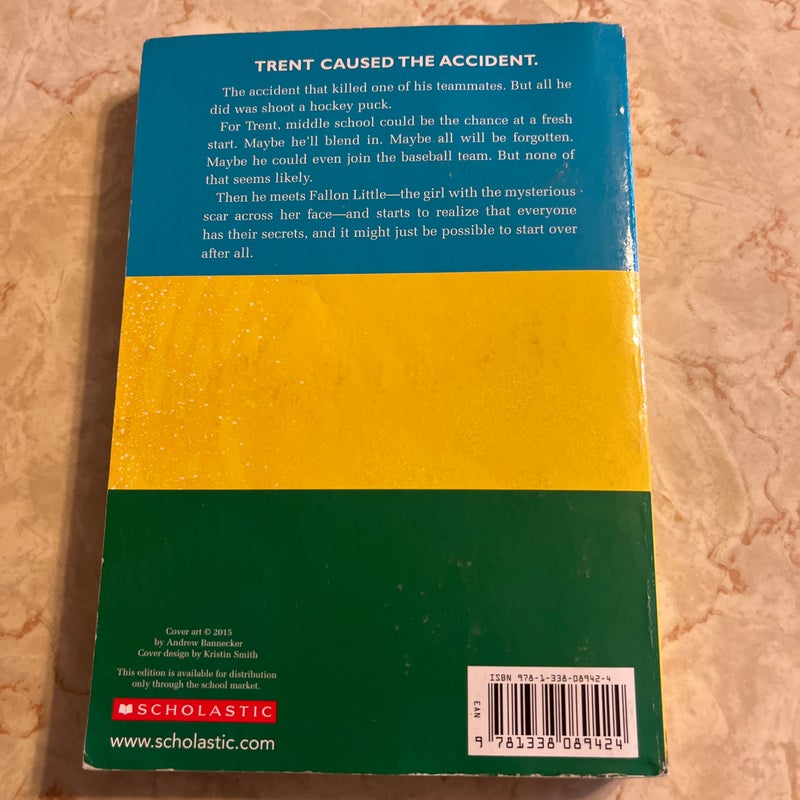 TRENT CAUSED THE ACCIDENT.
The accident that killed one of his teammates. But all he
did was shoot a hockey puck.
For Trent, middle school could be the chance at a fresh
start. Maybe he'll blend in. Maybe all will be forgotten.
Maybe he could even join the baseball team. But none of
that seems likely.
Then he meets Fallon Little—the girl with the mysterious
scar across her face—and starts to realize that everyone
has their secrets, and it might just be possible to start over
after all.
Cover art © 2015
by Andrew Bannecker
Cover design by Kristin Smith
This edition is available for distribution
only through the school market.
SCHOLASTIC
www.scholastic.com
ISBN 978-1-338-08942-4
EAN
9 781338 089424